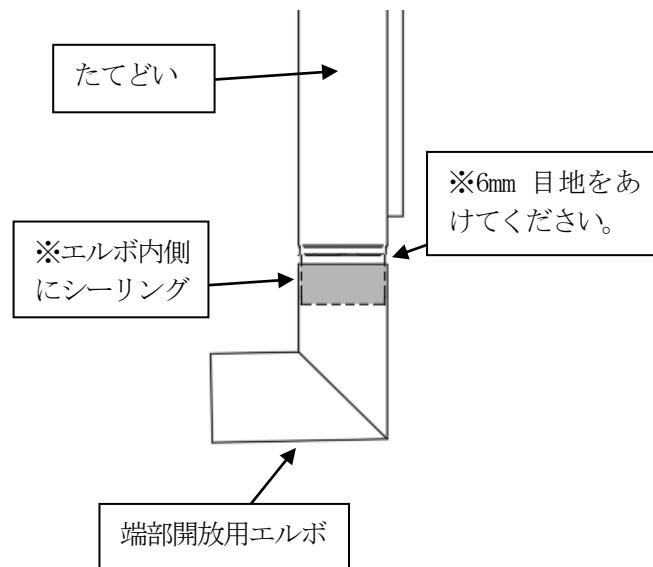 たてどい
※6mm 目地をあ
けてください。
※エルボ内側
にシーリング
端部開放用エルボ